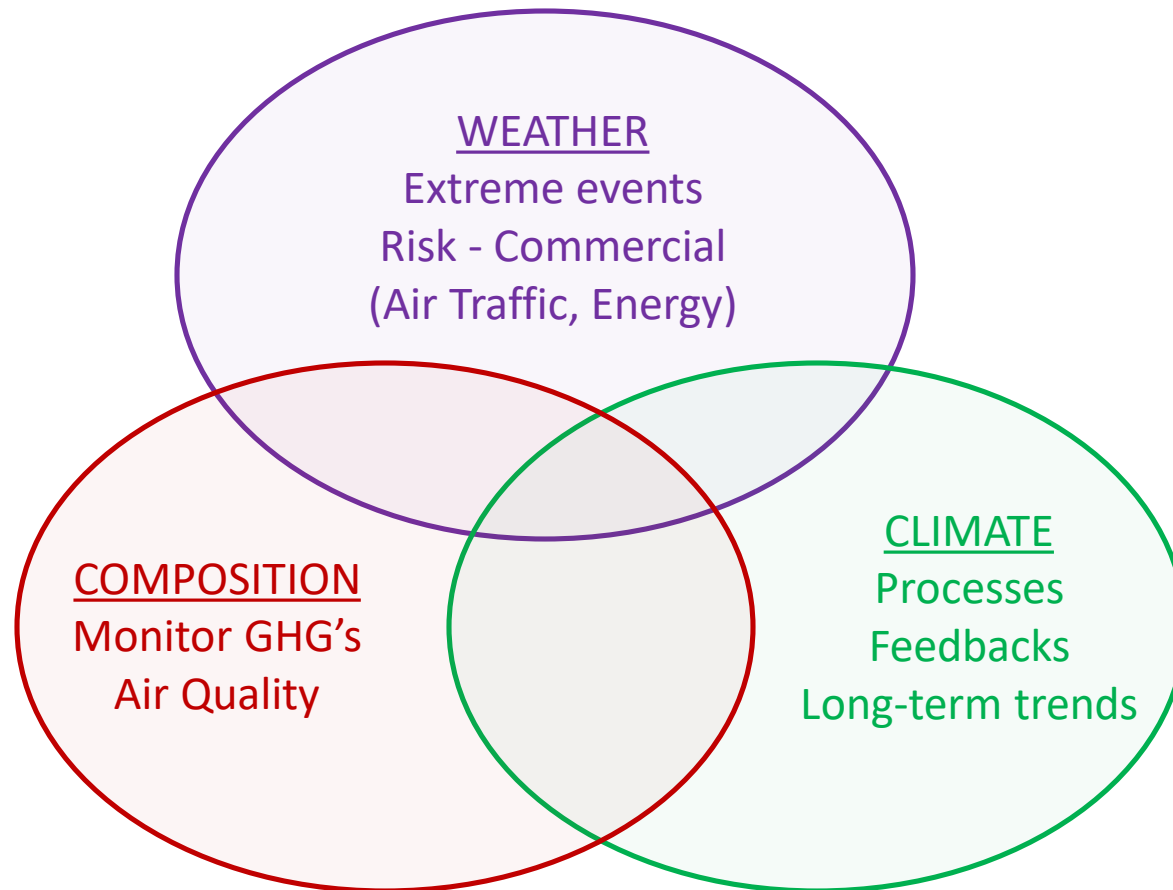 WEATHER
Extreme events
Risk - Commercial
(Air Traffic, Energy)
COMPOSITION
Monitor GHG’s
Air Quality
CLIMATE
Processes
Feedbacks
Long-term trends